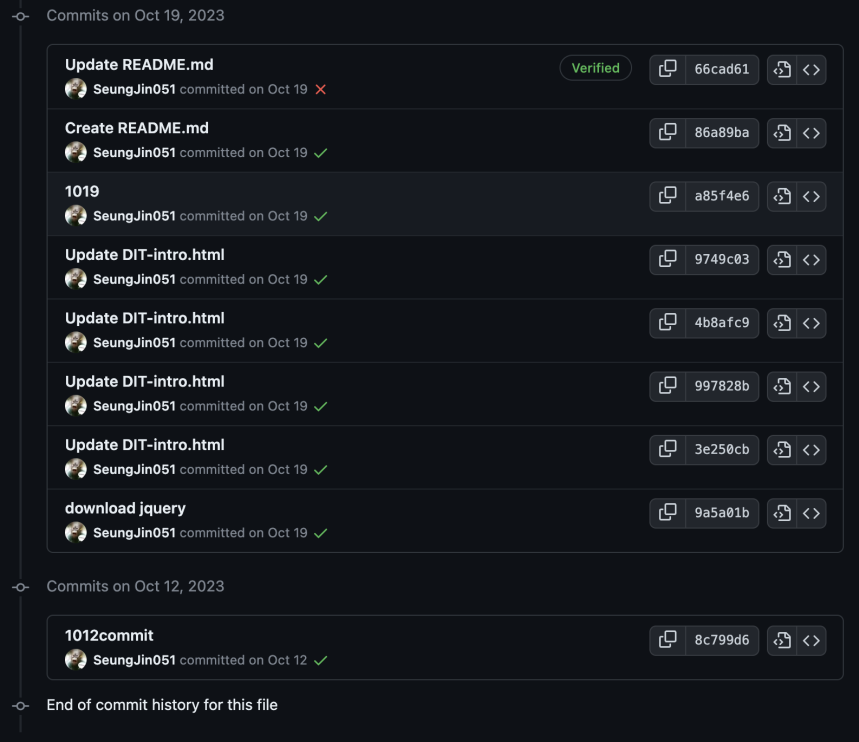 Commits on Oct 19, 2023
Update README.md
Verified
66cad61
SeungJin051 committed on Oct 19
Create README.md
86a89ba
SeungJin051 committed on Oct 19
1019
a85f4e6
SeungJin051 committed on Oct 19
Update DIT-intro.html
9749c03
SeungJin051 committed on Oct 19
Update DIT-intro.html
4b8afc9
SeungJin051 committed on Oct 19
Update DIT-intro.html
997828b
SeungJin051 committed on Oct 19
Update DIT-intro.html
3e250cb
SeungJin051 committed on Oct 19
download jquery
9a5a01b
SeungJin051 committed on Oct 19
Commits on Oct 12, 2023
1012commit
8c799d6
SeungJin051 committed on Oct 12
End of commit history for this file